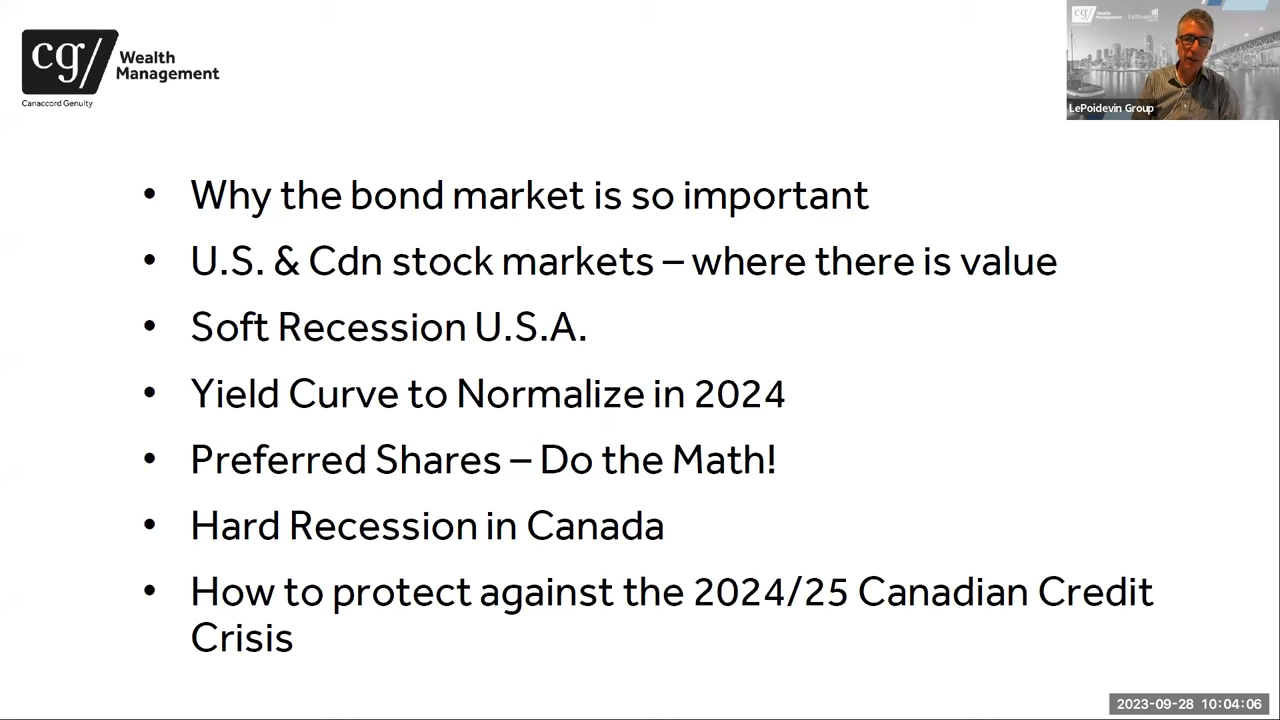 cg/ Wealth
Management
Canaccord Genuity
Wealth
Management
LePoidevin Group
• Why the bond market is so important
• U.S. & Cdn stock markets – where there is value
• Soft Recession U.S.A.
• Yield Curve to Normalize in 2024
• Preferred Shares – Do the Math!
• Hard Recession in Canada
• How to protect against the 2024/25 Canadian Credit
Crisis
2023-09-28 10:04:06